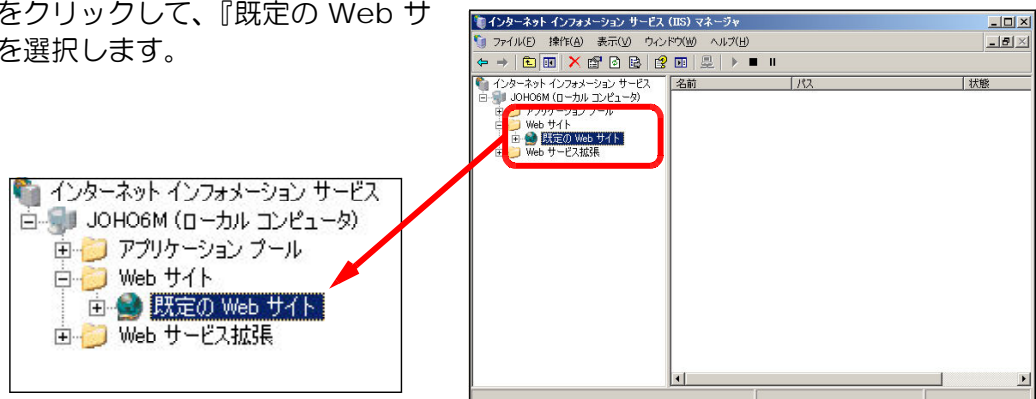 をクリックして、『既定の Web サ
を選択します。
インターネット インフォメーション サービス (IIS) マネージャ
ファイル(F) 操作(A) 表示(V) ウィンドウ(W) ヘルプ(H)
インターネット インフォメーション サービス
JOHO6M (ローカル コンピュータ)
アプリケーション プール
Web サイト
既定の Web サイト
Web サービス拡張
名前 パス 状態
インターネット インフォメーション サービス
JOHO6M (ローカル コンピュータ)
アプリケーション プール
Web サイト
既定の Web サイト
Web サービス拡張